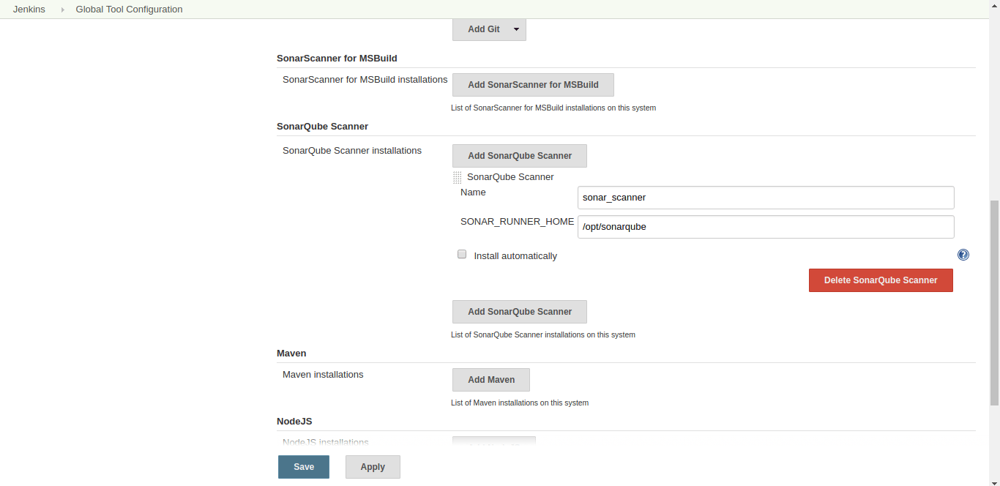 Jenkins Global Tool Configuration
Add Git
SonarScanner for MSBuild
SonarScanner for MSBuild installations
Add SonarScanner for MSBuild
List of SonarScanner for MSBuild installations on this system
SonarQube Scanner
SonarQube Scanner installations
Add SonarQube Scanner
SonarQube Scanner
Name
sonar_scanner
SONAR_RUNNER_HOME
/opt/sonarqube
Install automatically
?
Delete SonarQube Scanner
Add SonarQube Scanner
List of SonarQube Scanner installations on this system
Maven
Maven installations
Add Maven
List of Maven installations on this system
NodeJS
NodeJS installations
Save Apply